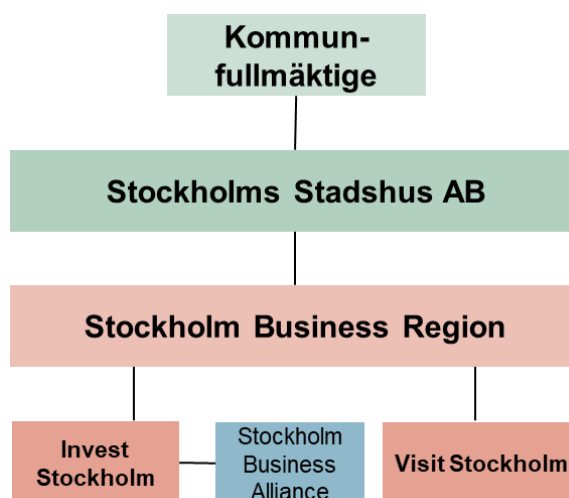 Kommun-
fullmäktige
Stockholms Stadshus AB
Stockholm Business Region
Invest
Stockholm
Stockholm
Business
Alliance
Visit Stockholm